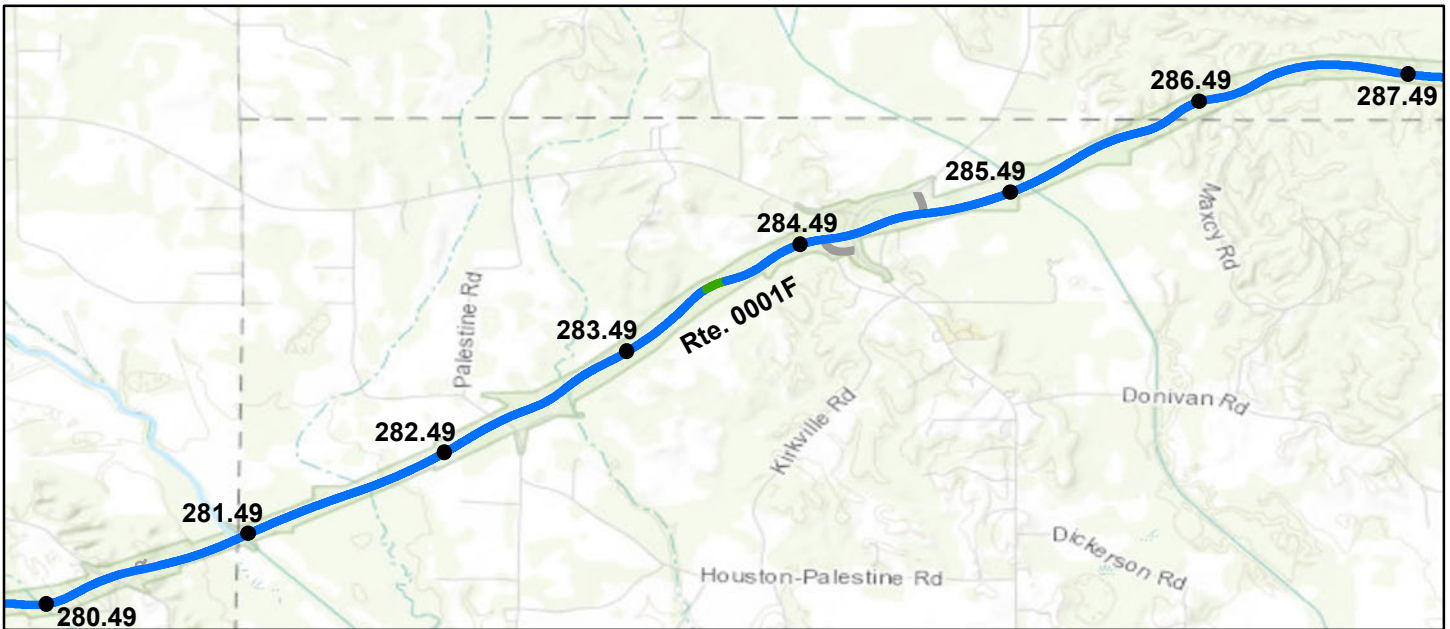 286.49
287.49
285.49
Maxcy Rd
284.49
Palestine Rd
Rte. 0001F
283.49
Donivan Rd
282.49
Kirkville Rd
281.49
Dickerson Rd
Houston-Palestine Rd
280.49